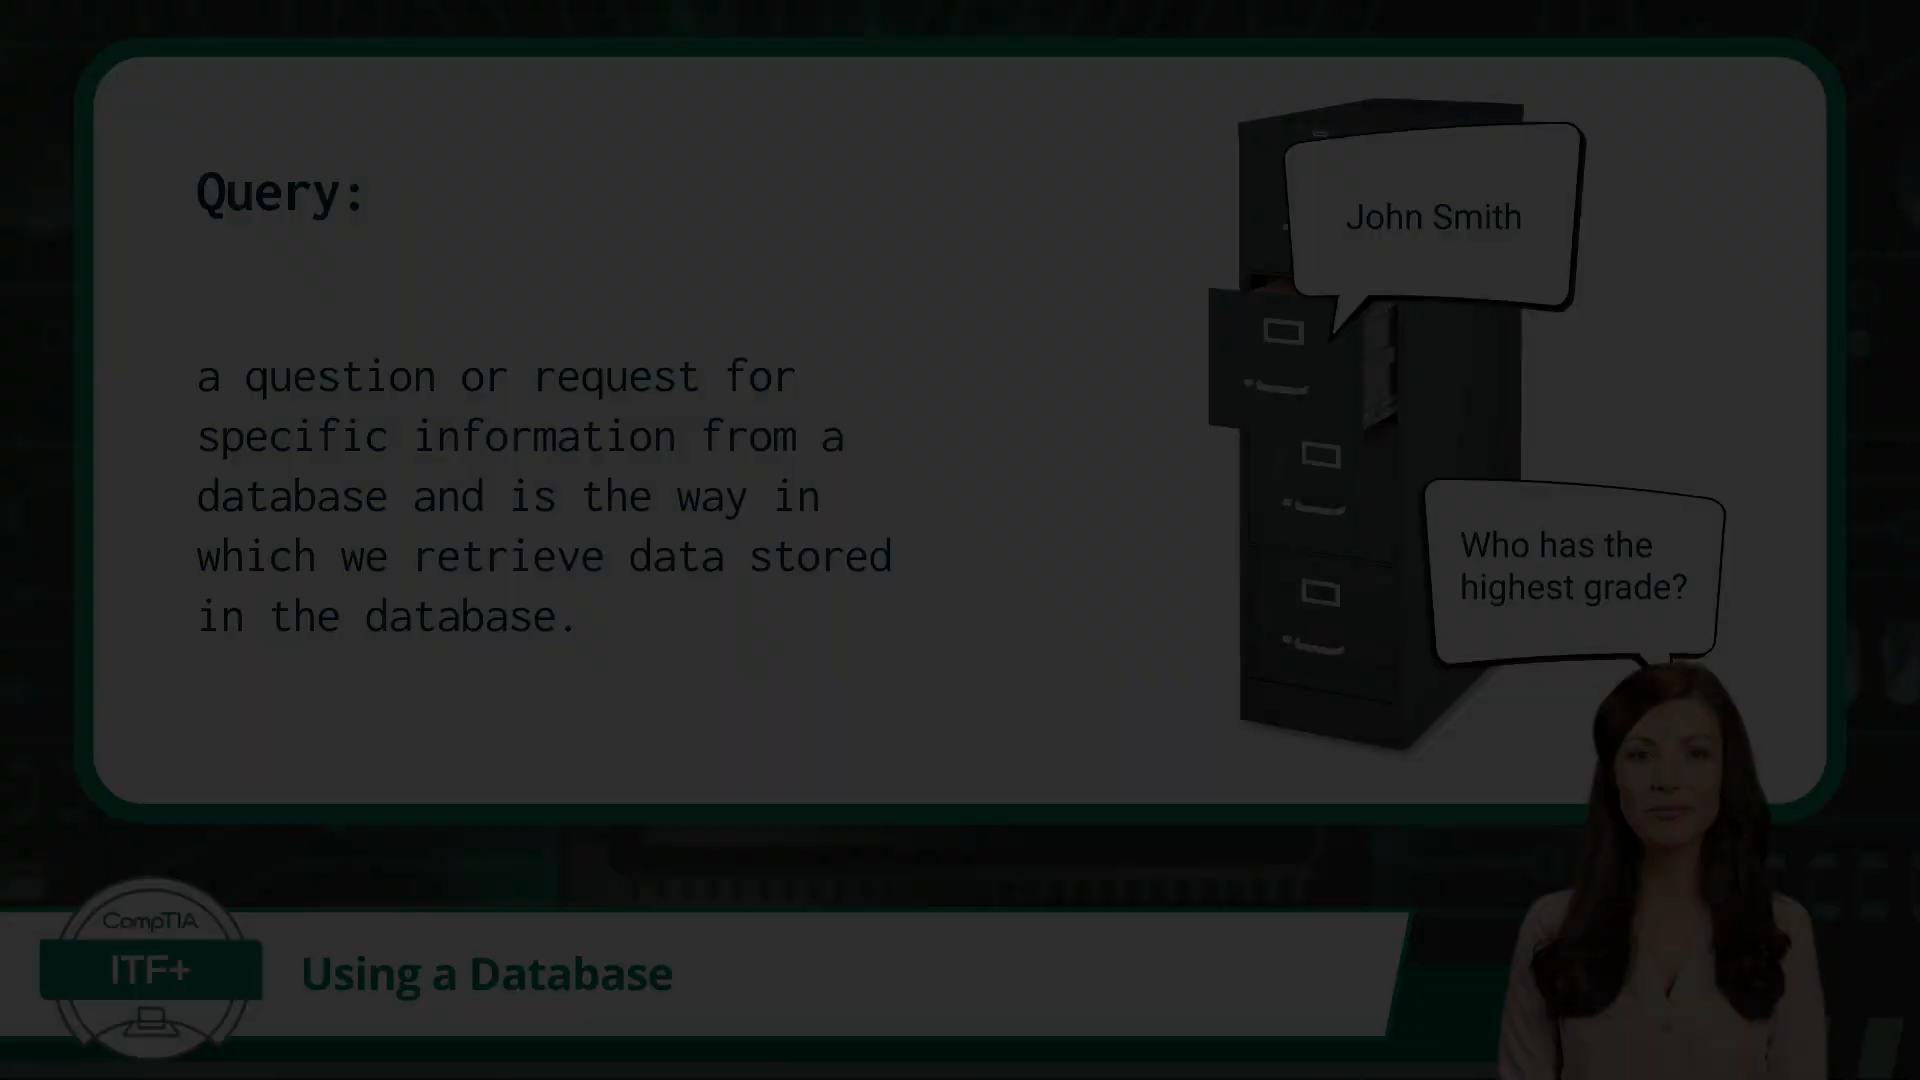 Query:
a question or request for
specific information from a
database and is the way in
which we retrieve data stored
in the database.
John Smith
Who has the
highest grade?
CompTIA
ITF+
Using a Database